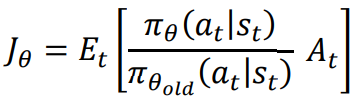 J_θ = E_t [ π_θ(a_t|s_t) / π_θ_old(a_t|s_t) A_t ]